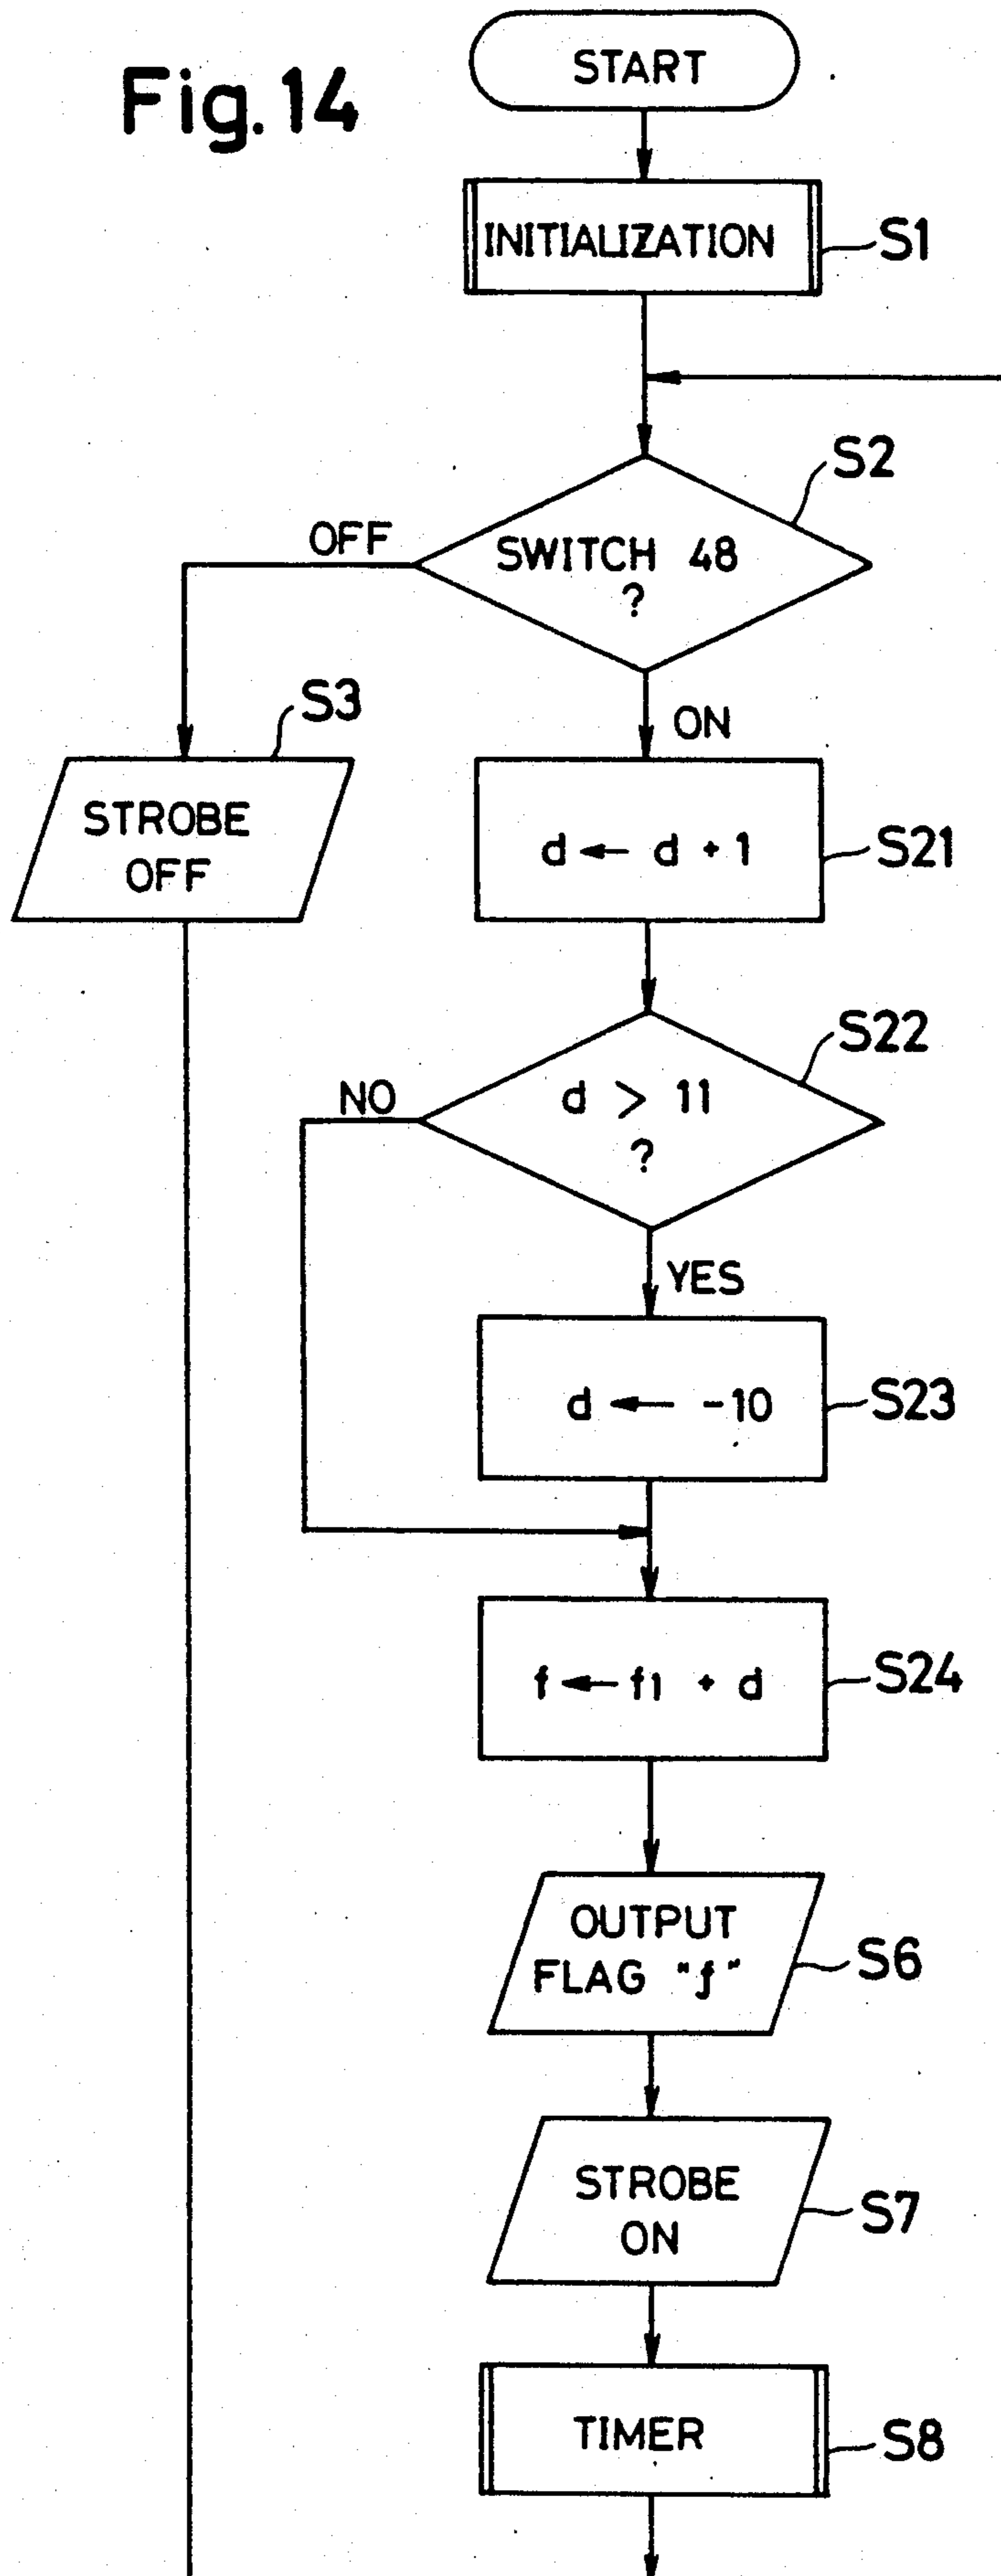 Fig. 14
START
INITIALIZATION
S1
S2
OFF
SWITCH 48
?
S3
ON
STROBE
OFF
d ← d + 1
S21
S22
NO
d > 11
?
YES
d ← -10
S23
f ← f1 + d
S24
OUTPUT
FLAG "f"
S6
STROBE
ON
S7
TIMER
S8